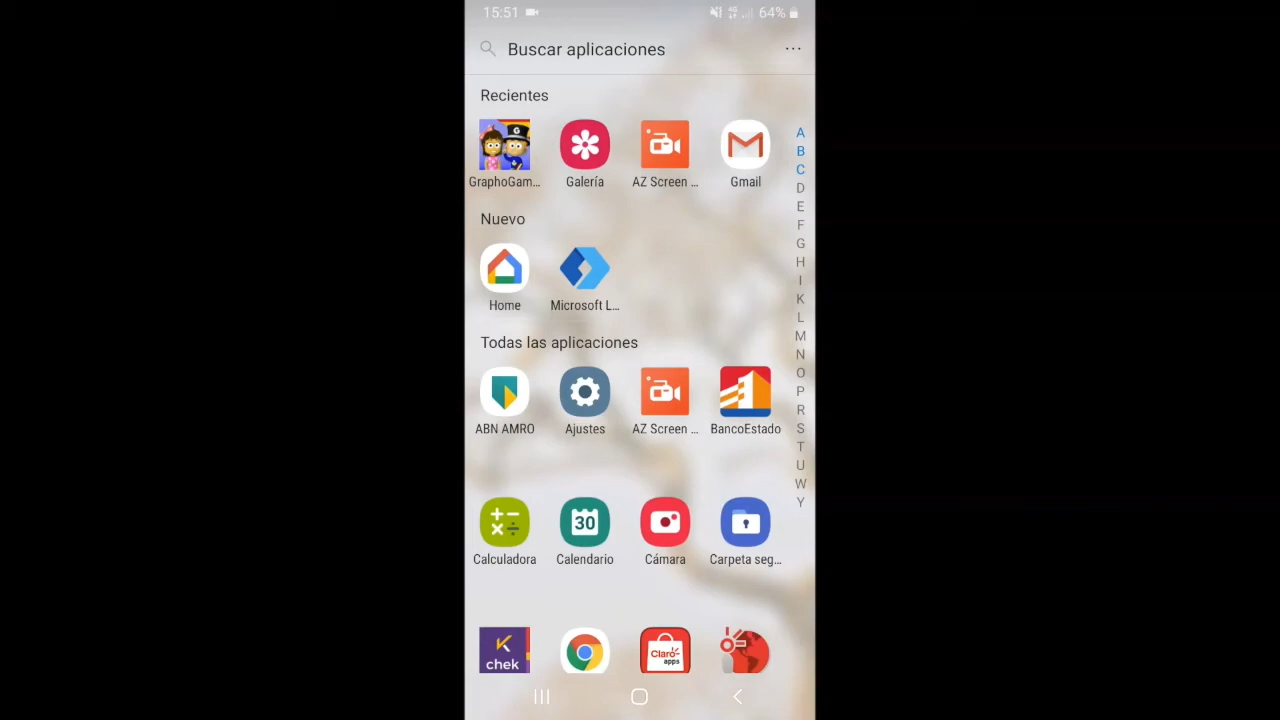 15:51 4G 64%
Buscar aplicaciones
Recientes
GraphoGam... Galería AZ Screen ... Gmail
Nuevo
Home Microsoft L...
Todas las aplicaciones
ABN AMRO Ajustes AZ Screen ... BancoEstado
30
Calculadora Calendario Cámara Carpeta seg...
chek Claro apps
A
B
C
D
E
F
G
H
I
K
L
M
N
O
P
R
S
T
U
W
Y